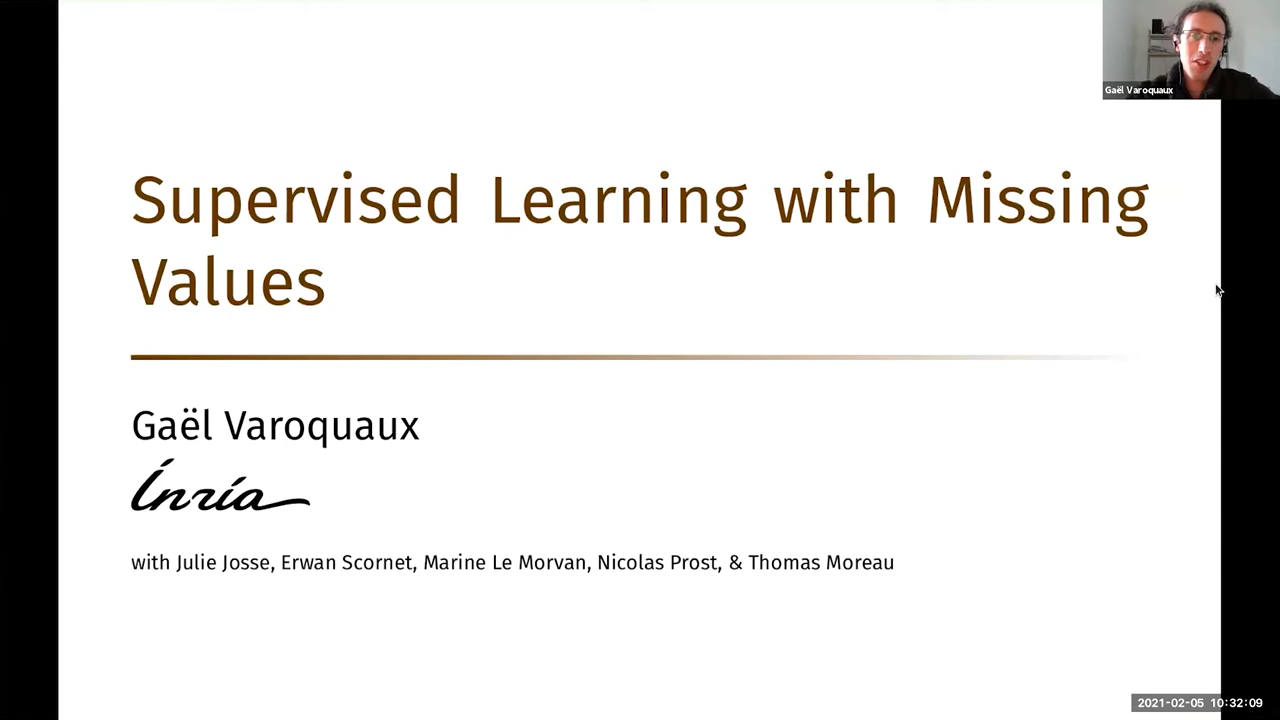 Gaël Varoquaux
Supervised Learning with Missing
Values
Gaël Varoquaux
Inría
with Julie Josse, Erwan Scornet, Marine Le Morvan, Nicolas Prost, & Thomas Moreau
2021-02-05 10:32:09